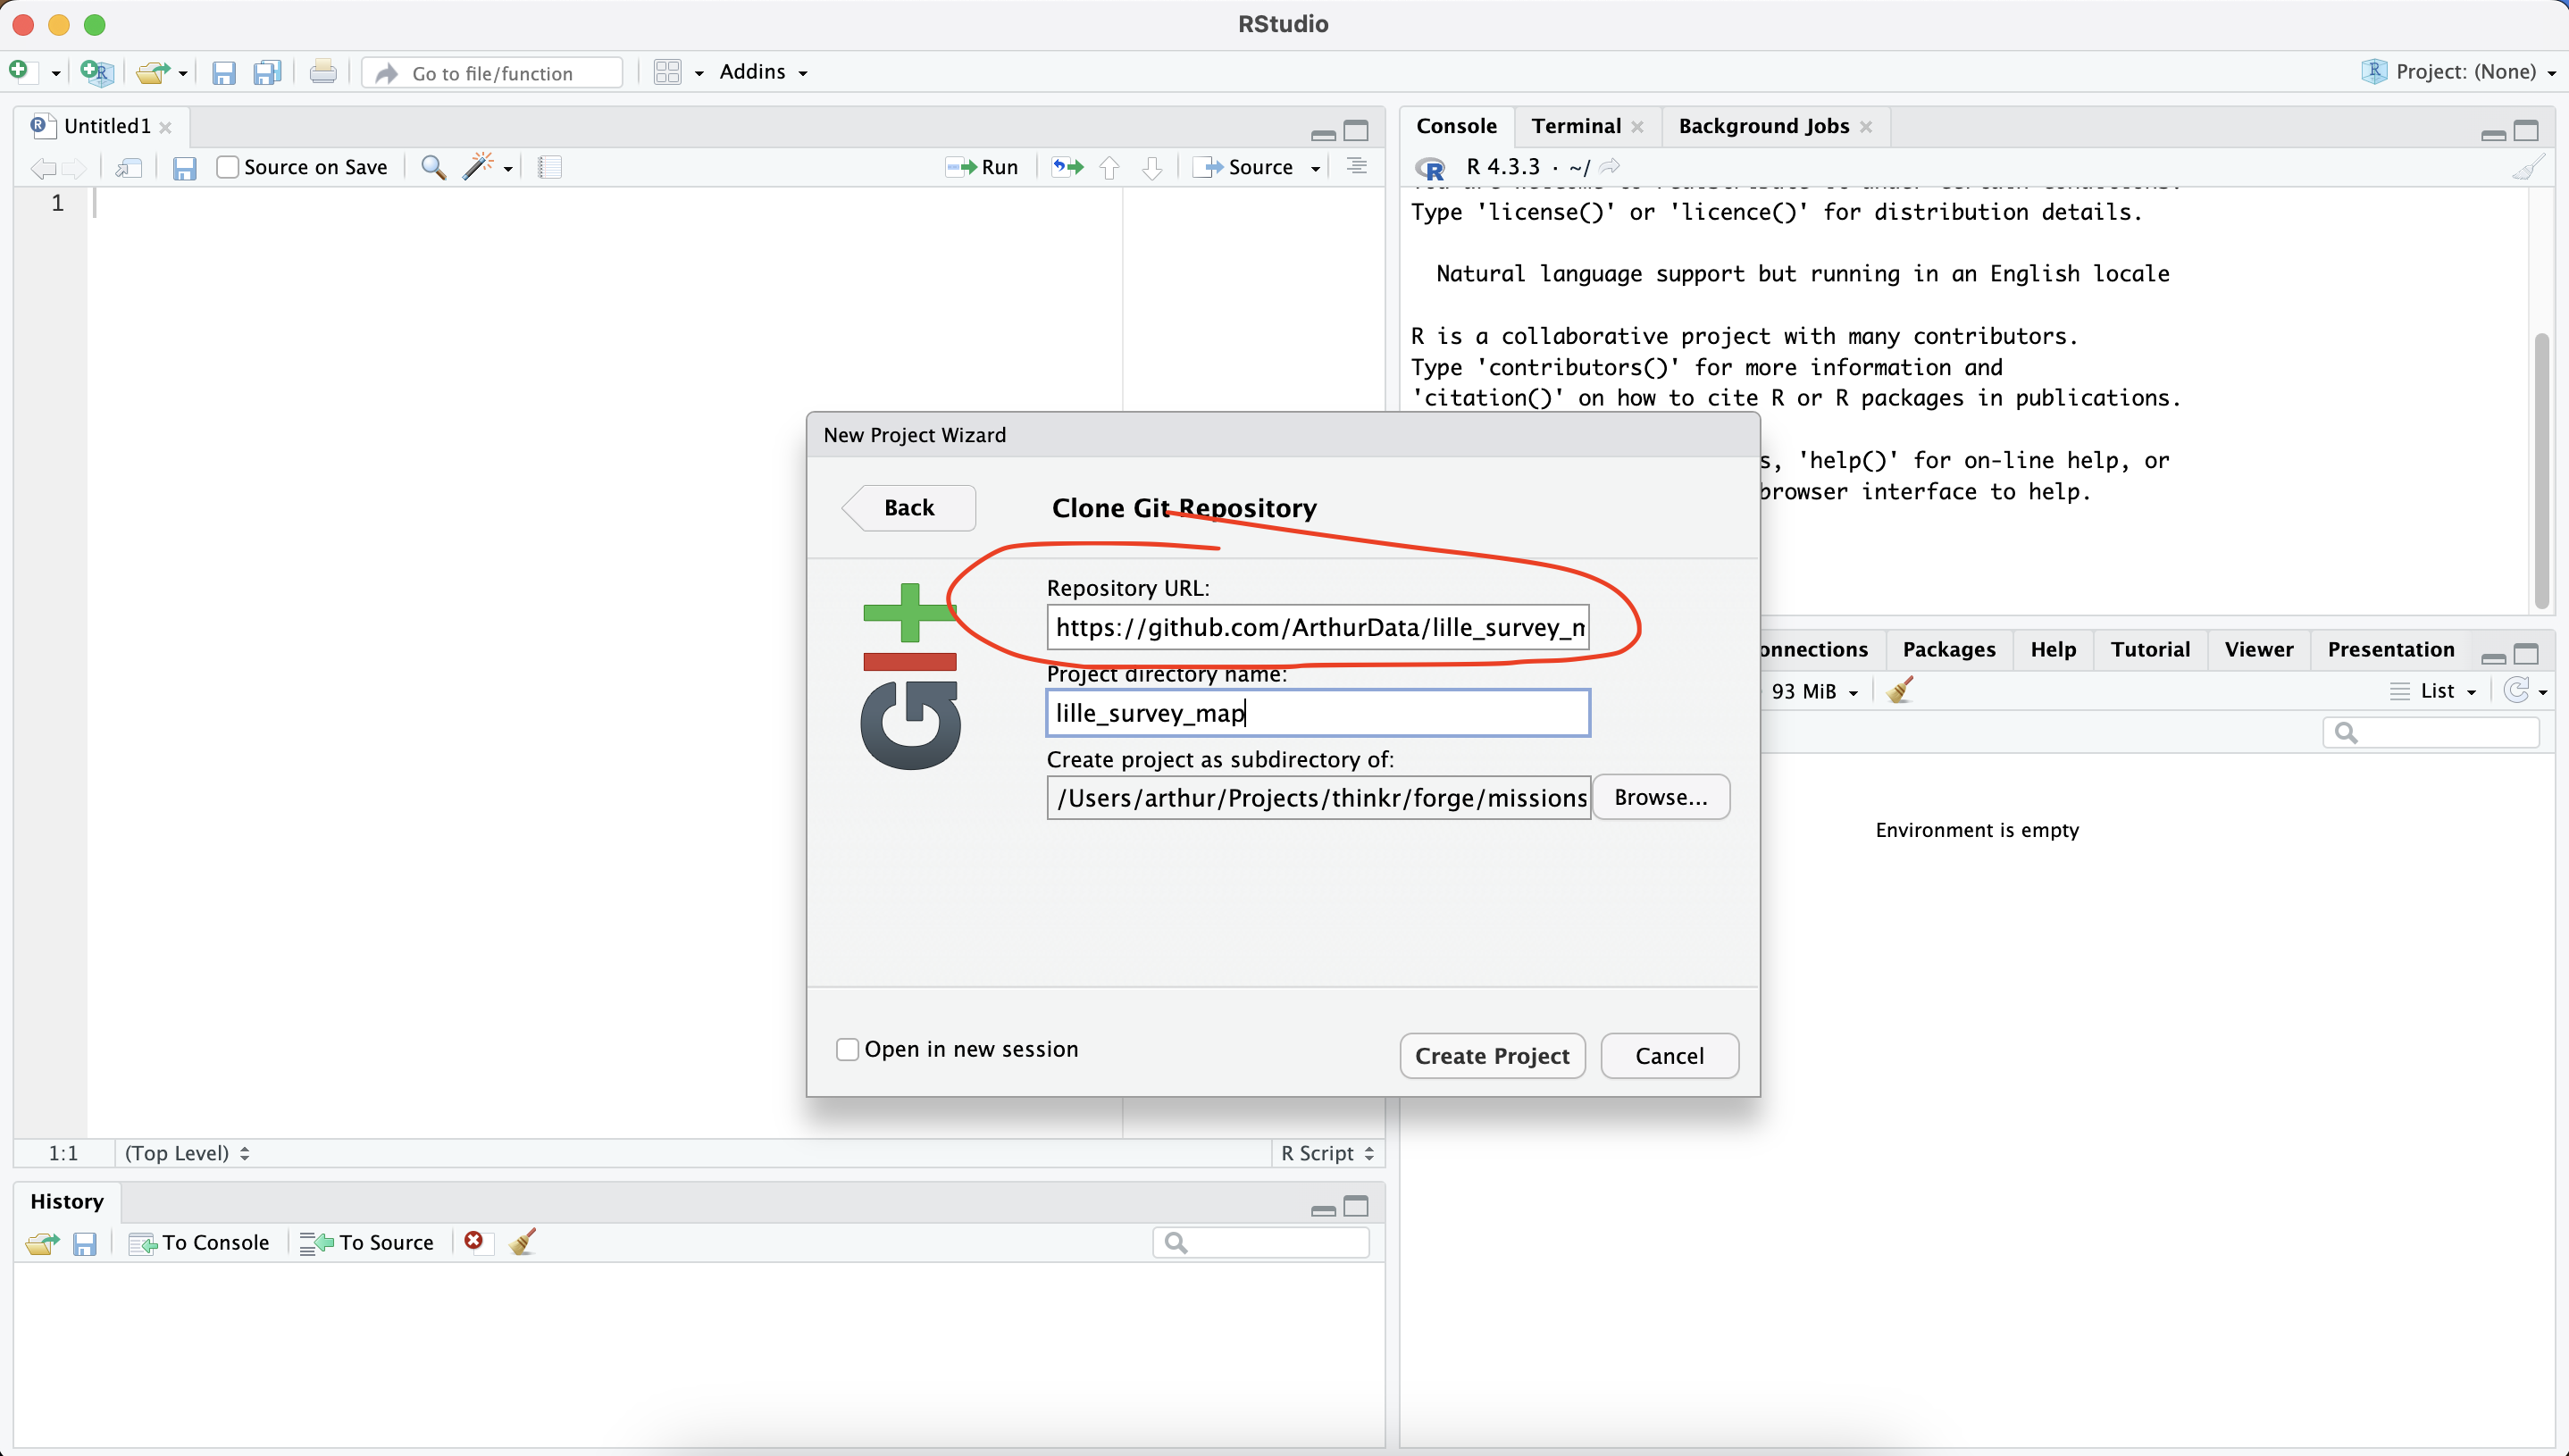 RStudio
Go to file/function
Addins
Project: (None)
Untitled1
Source on Save
Run
Source
1
1:1
(Top Level)
R Script
History
To Console
To Source
Console
Terminal
Background Jobs
R 4.3.3 · ~/
Type 'license()' or 'licence()' for distribution details.
Natural language support but running in an English locale
R is a collaborative project with many contributors.
Type 'contributors()' for more information and
'citation()' on how to cite R or R packages in publications.
, 'help()' for on-line help, or
browser interface to help.
onnections
Packages
Help
Tutorial
Viewer
Presentation
93 MiB
List
Environment is empty
New Project Wizard
Back
Clone Git Repository
Git
Repository URL:
https://github.com/ArthurData/lille_survey_m
Project directory name:
lille_survey_map
Create project as subdirectory of:
/Users/arthur/Projects/thinkr/forge/missions
Browse...
Open in new session
Create Project
Cancel